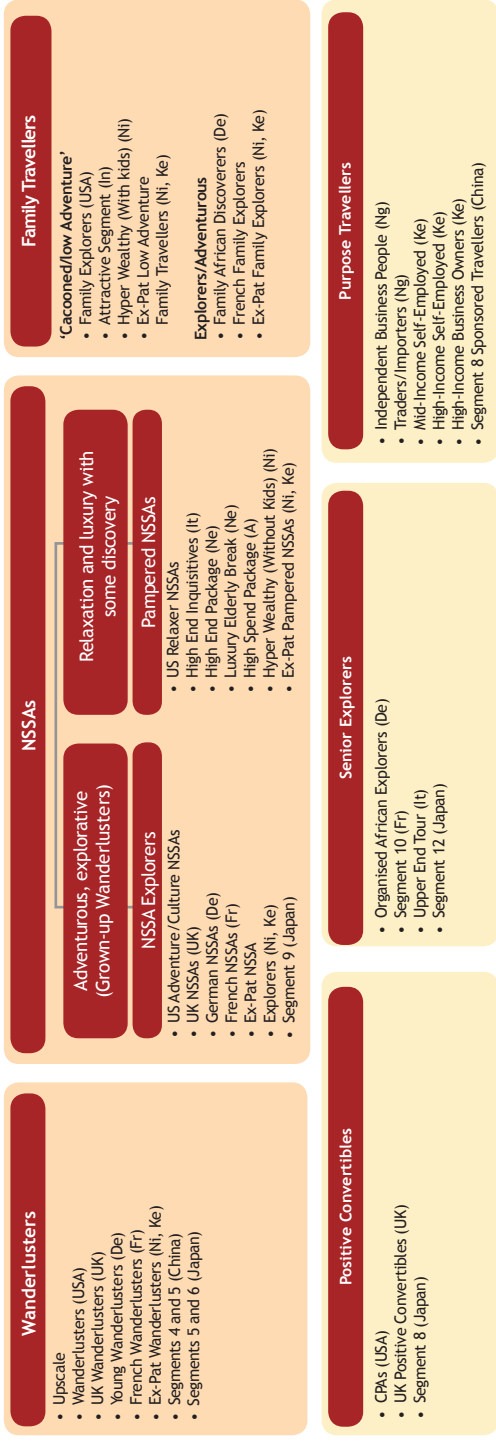 Wanderlusters
• Upscale
• Wanderlusters (USA)
• UK Wanderlusters (UK)
• Young Wanderlusters (De)
• French Wanderlusters (Fr)
• Ex-Pat Wanderlusters (Ni, Ke)
• Segments 4 and 5 (China)
• Segments 5 and 6 (Japan)
NSSAs
Adventurous, explorative
(Grown-up Wanderlusters)
NSSA Explorers
• US Adventure/Culture NSSAs
• UK NSSAs (UK)
• German NSSAs (De)
• French NSSAs (Fr)
• Ex-Pat NSSA
• Explorers (Ni, Ke)
• Segment 9 (Japan)
Relaxation and luxury with
some discovery
Pampered NSSAs
• US Relaxer NSSAs
• High End Inquisitives (It)
• High End Package (Ne)
• Luxury Elderly Break (Ne)
• High Spend Package (A)
• Hyper Wealthy (Without Kids) (Ni)
• Ex-Pat Pampered NSSAs (Ni, Ke)
Family Travellers
‘Cacooned/low Adventure’
• Family Explorers (USA)
• Attractive Segment (In)
• Hyper Wealthy (With kids) (Ni)
• Ex-Pat Low Adventure
Family Travellers (Ni, Ke)
Explorers/Adventurous
• Family African Discoverers (De)
• French Family Explorers
• Ex-Pat Family Explorers (Ni, Ke)
Positive Convertibles
• CPAs (USA)
• UK Positive Convertibles (UK)
• Segment 8 (Japan)
Senior Explorers
• Organised African Explorers (De)
• Segment 10 (Fr)
• Upper End Tour (It)
• Segment 12 (Japan)
Purpose Travellers
• Independent Business People (Ng)
• Traders/Importers (Ng)
• Mid-Income Self-Employed (Ke)
• High-Income Self-Employed (Ke)
• High-Income Business Owners (Ke)
• Segment 8 Sponsored Travellers (China)